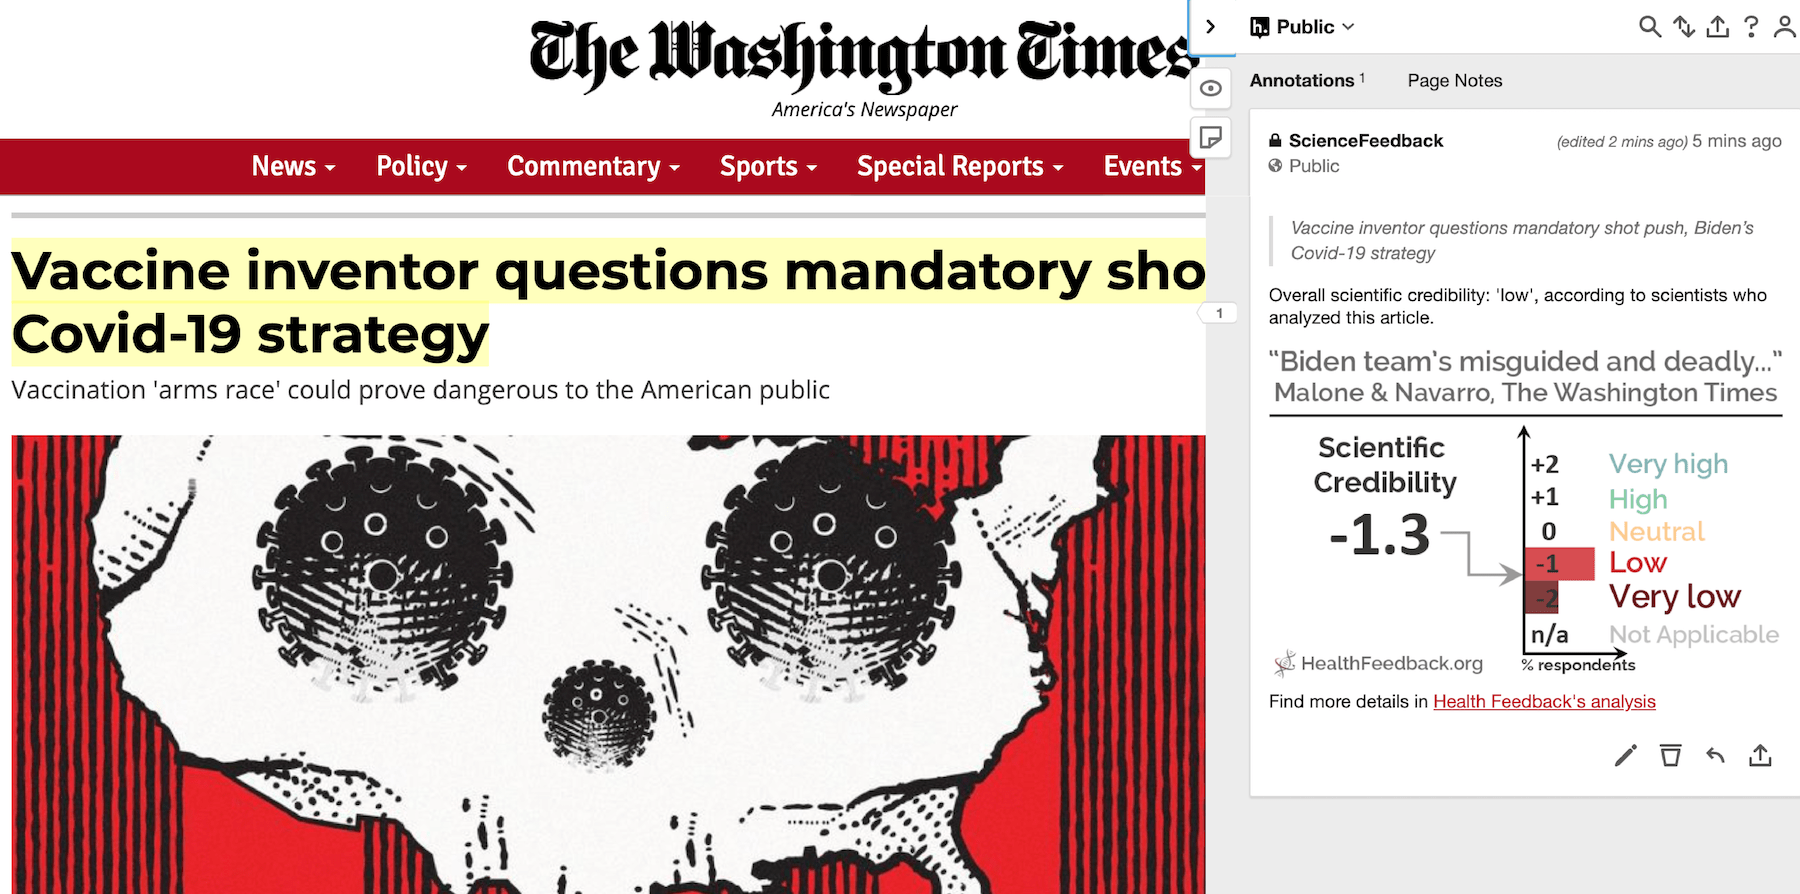 The Washington Times
America's Newspaper
News
Policy
Commentary
Sports
Special Reports
Events
Vaccine inventor questions mandatory sho
Covid-19 strategy
Vaccination 'arms race' could prove dangerous to the American public
1
Public
Annotations 1
Page Notes
ScienceFeedback
(edited 2 mins ago) 5 mins ago
Public
Vaccine inventor questions mandatory shot push, Biden’s
Covid-19 strategy
Overall scientific credibility: 'low', according to scientists who
analyzed this article.
“Biden team’s misguided and deadly...”
Malone & Navarro, The Washington Times
Scientific
Credibility
-1.3
+2 Very high
+1 High
0 Neutral
-1 Low
-2 Very low
n/a Not Applicable
% respondents
HealthFeedback.org
Find more details in Health Feedback's analysis